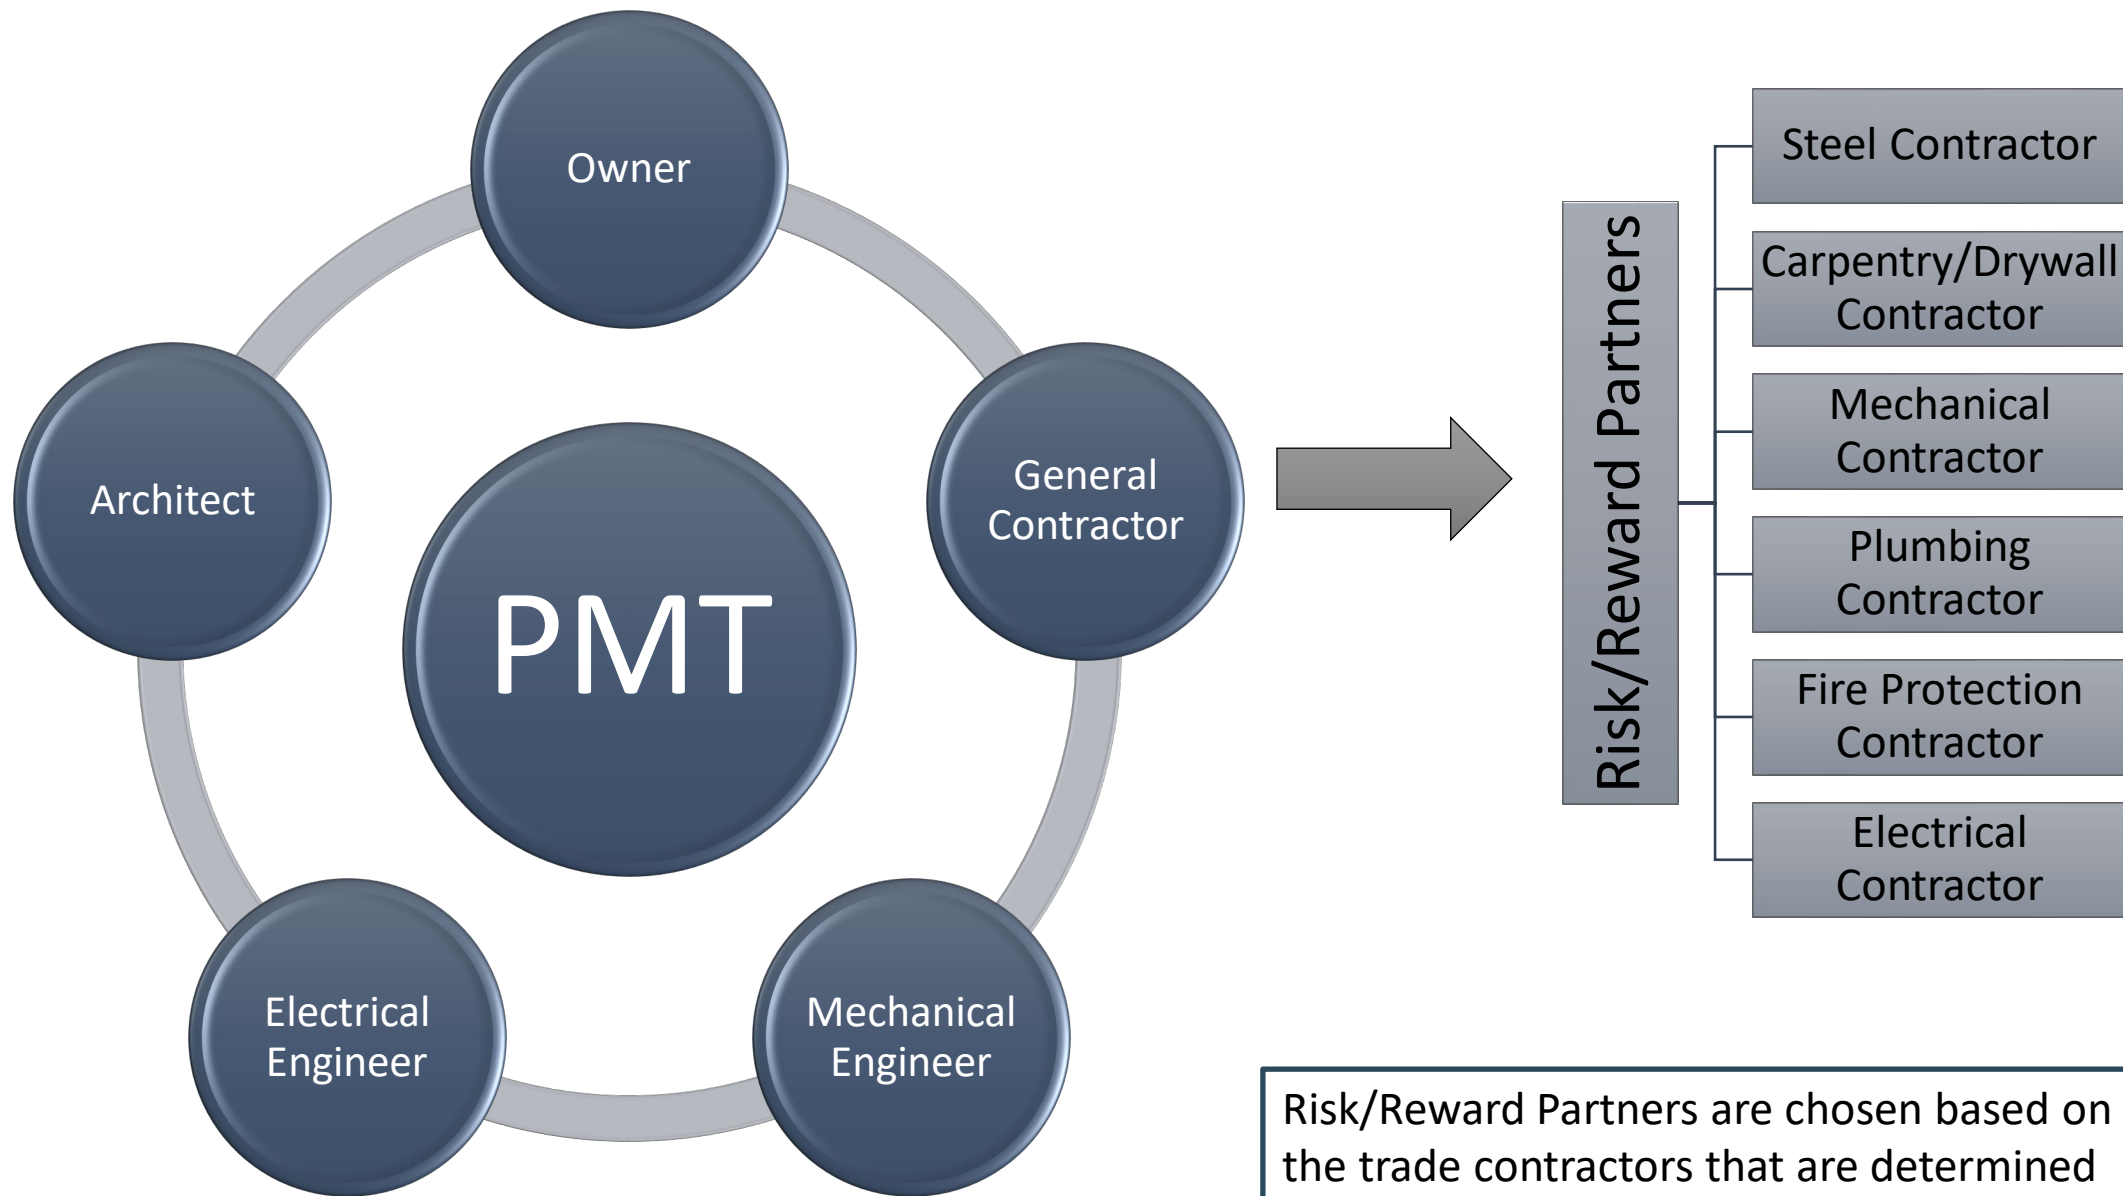 Owner
Architect
General
Contractor
PMT
Electrical
Engineer
Mechanical
Engineer
Risk/Reward Partners
Steel Contractor
Carpentry/Drywall
Contractor
Mechanical
Contractor
Plumbing
Contractor
Fire Protection
Contractor
Electrical
Contractor
Risk/Reward Partners are chosen based on
the trade contractors that are determined